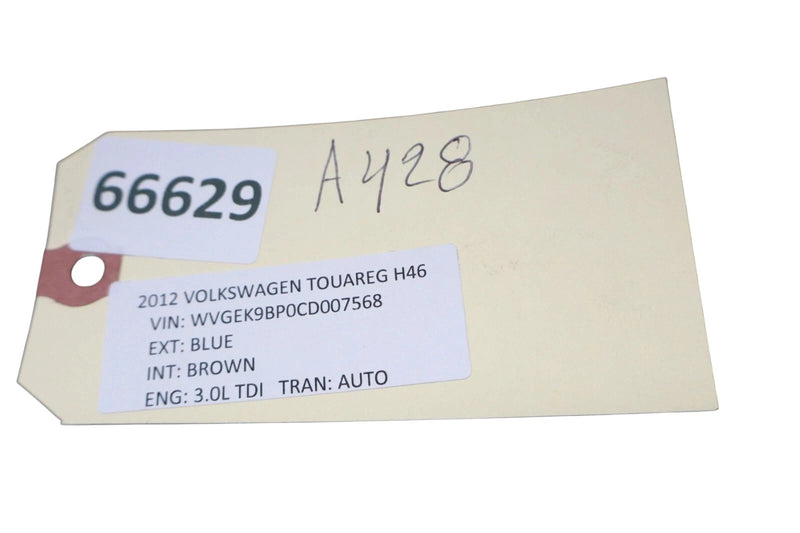 66629
A428
2012 VOLKSWAGEN TOUAREG H46
VIN: WVGEK9BP0CD007568
EXT: BLUE
INT: BROWN
ENG: 3.0L TDI TRAN: AUTO